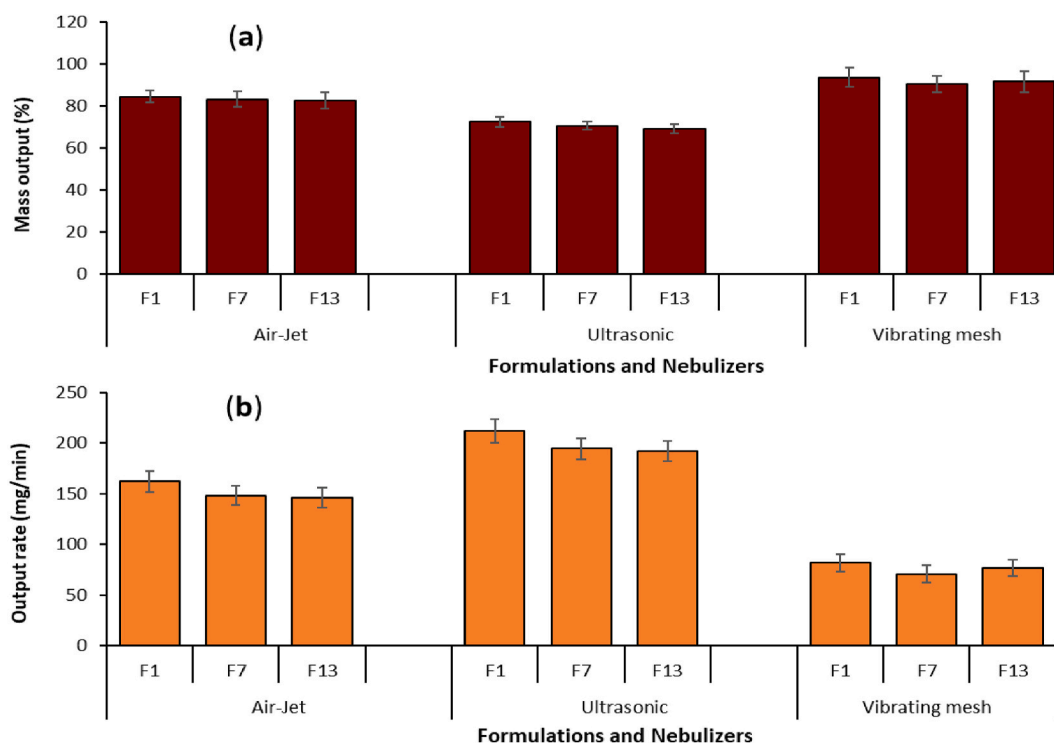 (a)
Mass output (%)
120
100
80
60
40
20
0
F1 F7 F13 F1 F7 F13 F1 F7 F13
Air-Jet Ultrasonic Vibrating mesh
Formulations and Nebulizers
(b)
Output rate (mg/min)
250
200
150
100
50
0
F1 F7 F13 F1 F7 F13 F1 F7 F13
Air-Jet Ultrasonic Vibrating mesh
Formulations and Nebulizers